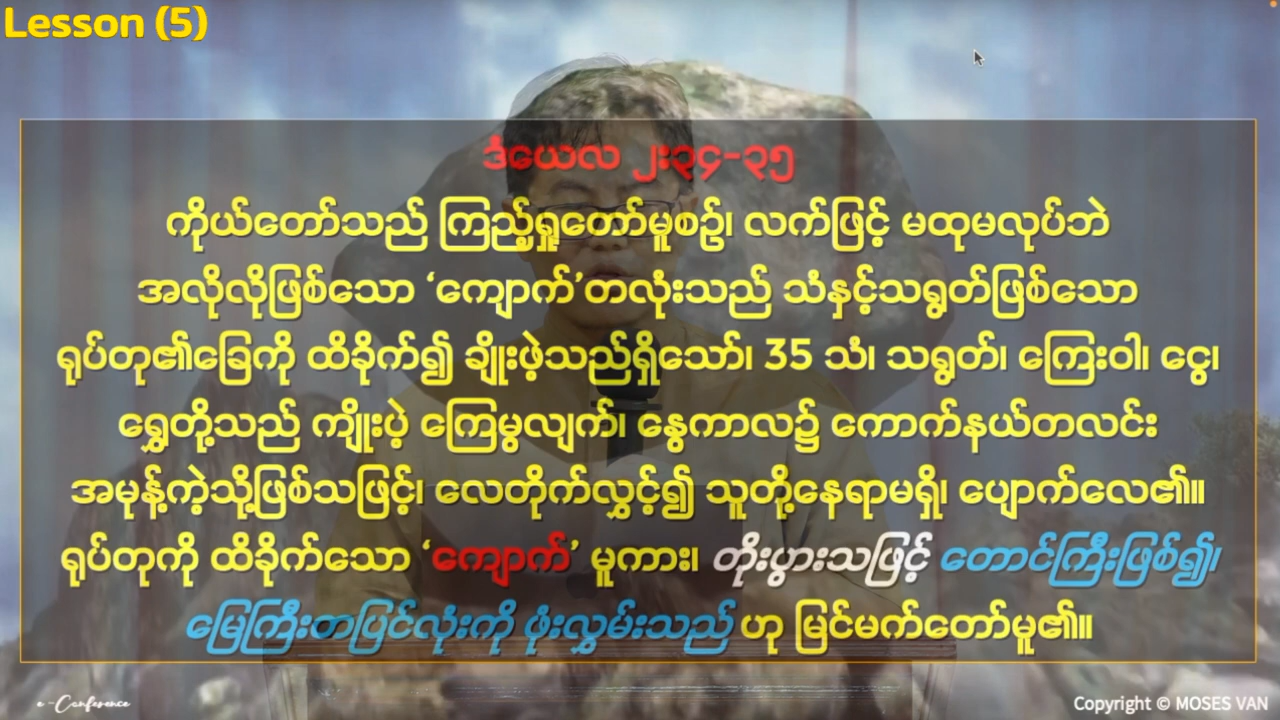 Lesson (5)
ဒံယေလ ၂း၃၄-၃၅
ကိုယ်တော်သည် ကြည့်ရှုတော်မူစဉ်၊ လက်ဖြင့် မထုမလုပ်ဘဲ
အလိုလိုဖြစ်သော ‘ကျောက်’တလုံးသည် သံနှင့်သရွတ်ဖြစ်သော
ရုပ်တု၏ခြေကို ထိခိုက်၍ ချိုးဖဲ့သည်ရှိသော်၊ 35 သံ၊ သရွတ်၊ ကြေးဝါ၊ ငွေ၊
ရွှေတို့သည် ကျိုးပဲ့ ကြေမွလျက်၊ နွေကာလ၌ ကောက်နယ်တလင်း
အမှုန့်ကဲ့သို့ဖြစ်သဖြင့်၊ လေတိုက်လွှင့်၍ သူတို့နေရာမရှိ၊ ပျောက်လေ၏။
ရုပ်တုကို ထိခိုက်သော ‘ကျောက်’ မူကား၊ တိုးပွားသဖြင့် တောင်ကြီးဖြစ်၍၊
မြေကြီးတပြင်လုံးကို ဖုံးလွှမ်းသည် ဟု မြင်မက်တော်မူ၏။
e-Conference
Copyright © MOSES VAN